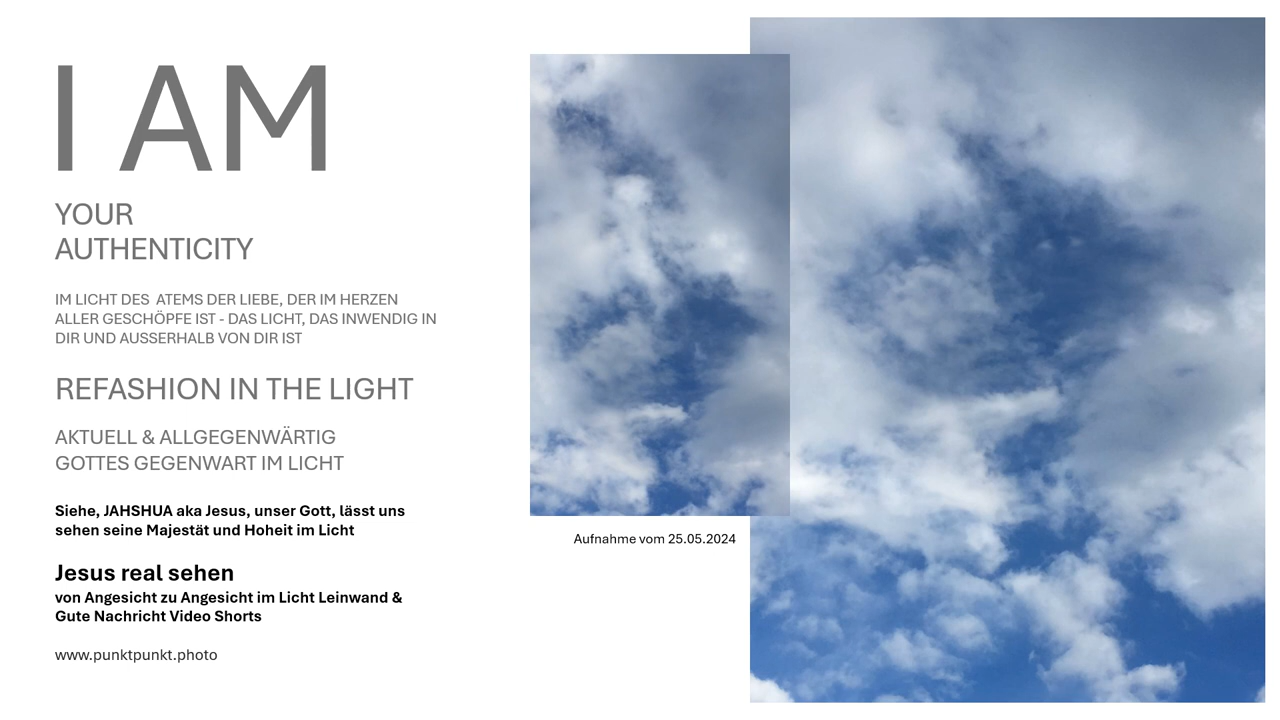 I AM
YOUR
AUTHENTICITY
IM LICHT DES  ATEMS DER LIEBE, DER IM HERZEN
ALLER GESCHÖPFE IST - DAS LICHT, DAS INWENDIG IN
DIR UND AUSSERHALB VON DIR IST
REFASHION IN THE LIGHT
AKTUELL & ALLGEGENWÄRTIG
GOTTES GEGENWART IM LICHT
Siehe, JAHSHUA aka Jesus, unser Gott, lässt uns
sehen seine Majestät und Hoheit im Licht
Jesus real sehen
von Angesicht zu Angesicht im Licht Leinwand &
Gute Nachricht Video Shorts
www.punktpunkt.photo
Aufnahme vom 25.05.2024